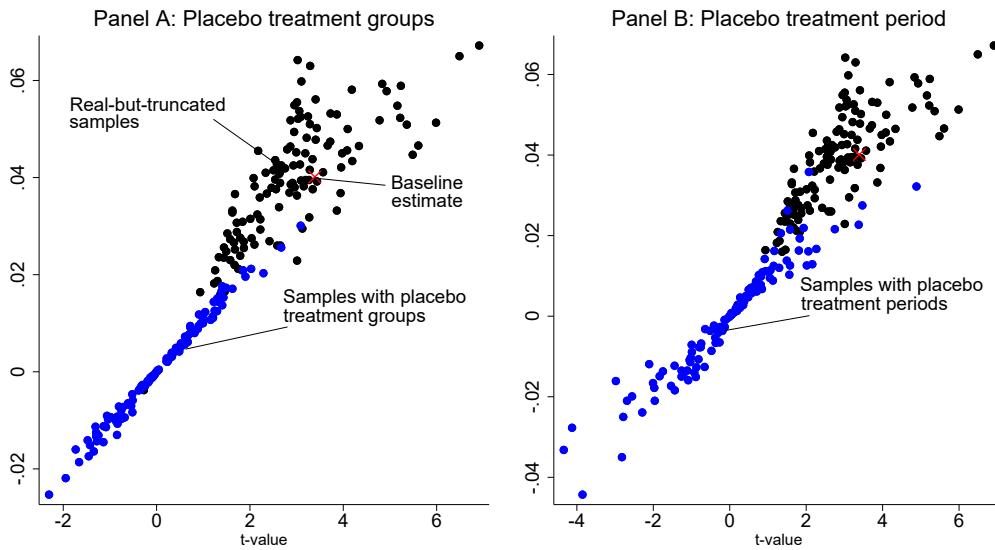 Panel A: Placebo treatment groups
.06
.04
.02
0
-.02
Real-but-truncated
samples
Baseline
estimate
Samples with placebo
treatment groups
-2 0 2 4 6
t-value
Panel B: Placebo treatment period
.06
.04
.02
0
-.02
-.04
Samples with placebo
treatment periods
-4 -2 0 2 4 6
t-value